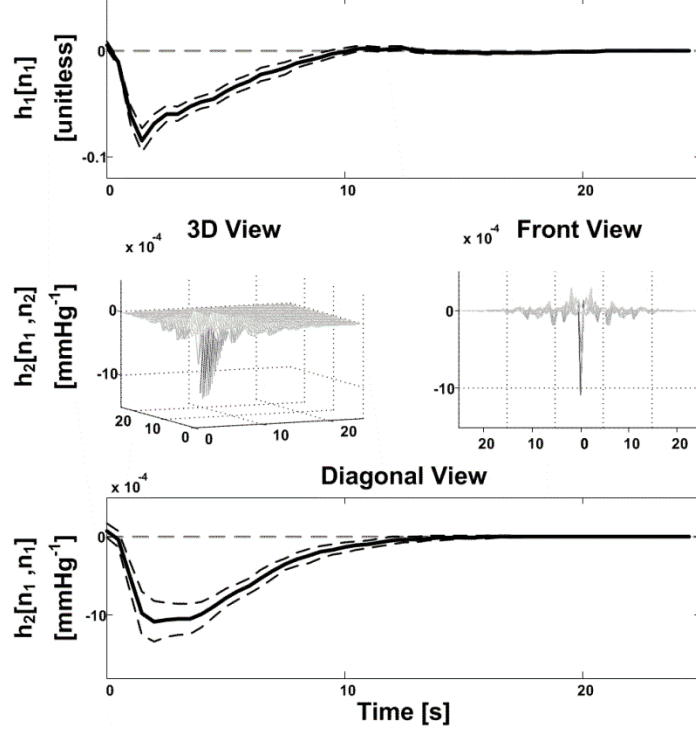 h₁[n₁]
[unitless]
0
-0.1
0 10 20
3D View
Front View
x 10⁻⁴
x 10⁻⁴
h₂[n₁ ,n₂]
[mmHg⁻¹]
0
-10
20 10 0 0 10 20
0
-10
20 10 0 10 20
Diagonal View
x 10⁻⁴
h₂[n₁ ,n₁]
[mmHg⁻¹]
0
-10
0 10 20
Time [s]